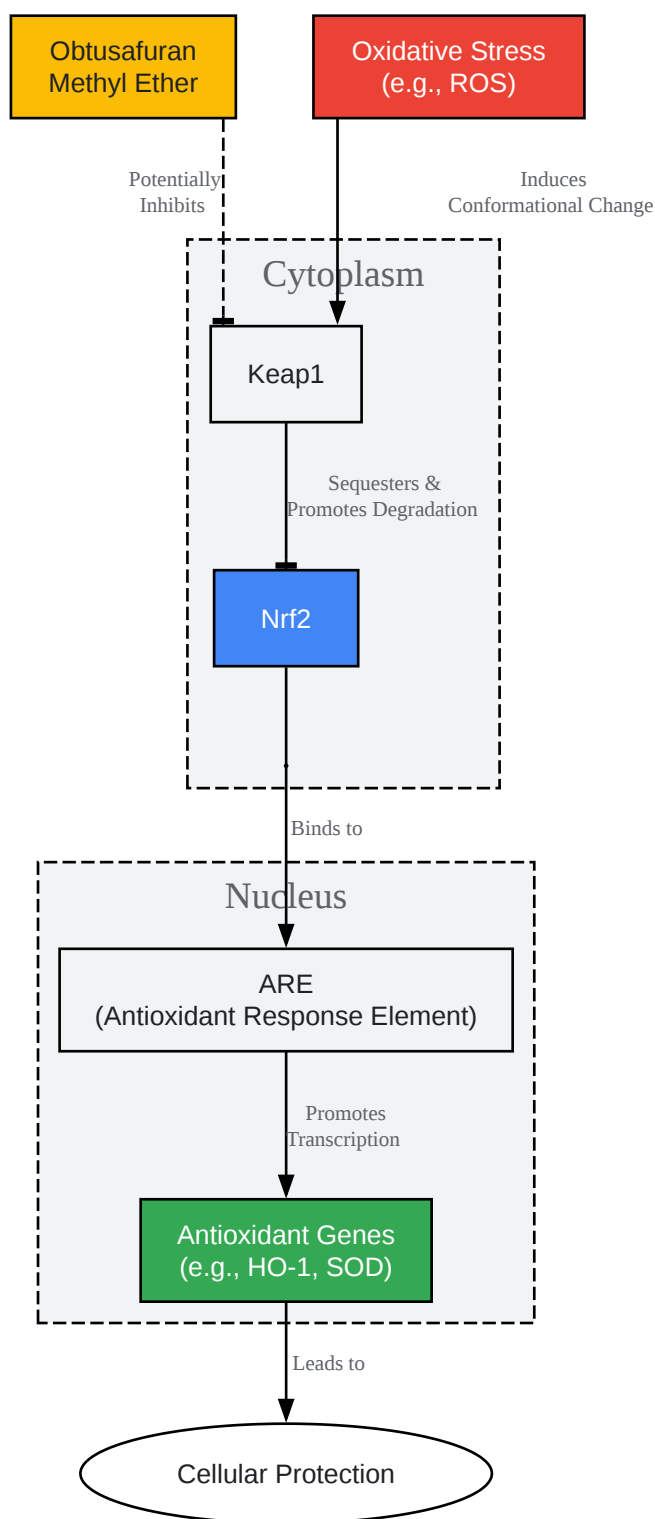 Obtusafuran
Methyl Ether
Oxidative Stress
(e.g., ROS)
Potentially
Inhibits
Induces
Conformational Change
Cytoplasm
Keap1
Sequesters &
Promotes Degradation
Nrf2
Binds to
Nucleus
ARE
(Antioxidant Response Element)
Promotes
Transcription
Antioxidant Genes
(e.g., HO-1, SOD)
Leads to
Cellular Protection